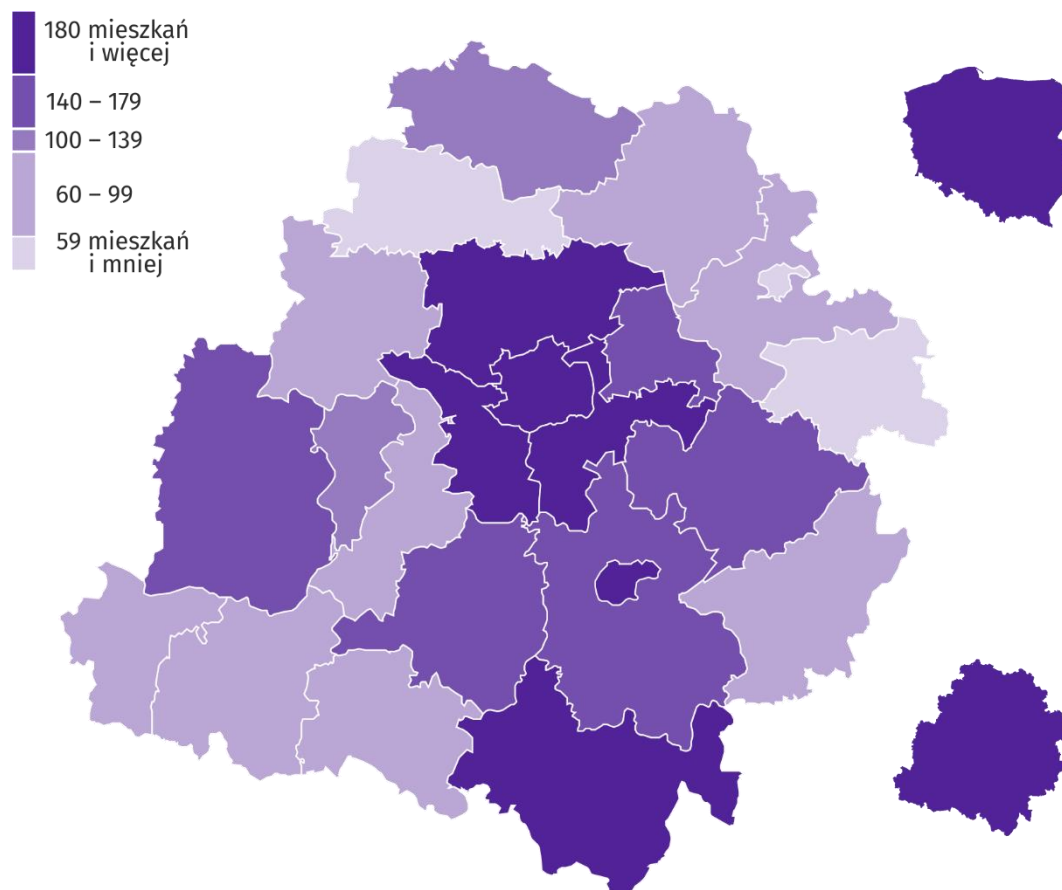 180 mieszkań
i więcej
140 – 179
100 – 139
60 – 99
59 mieszkań
i mniej